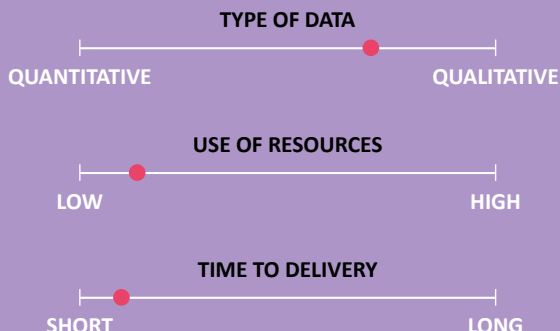 TYPE OF DATA
QUANTITATIVE QUALITATIVE
USE OF RESOURCES
LOW HIGH
TIME TO DELIVERY
SHORT LONG